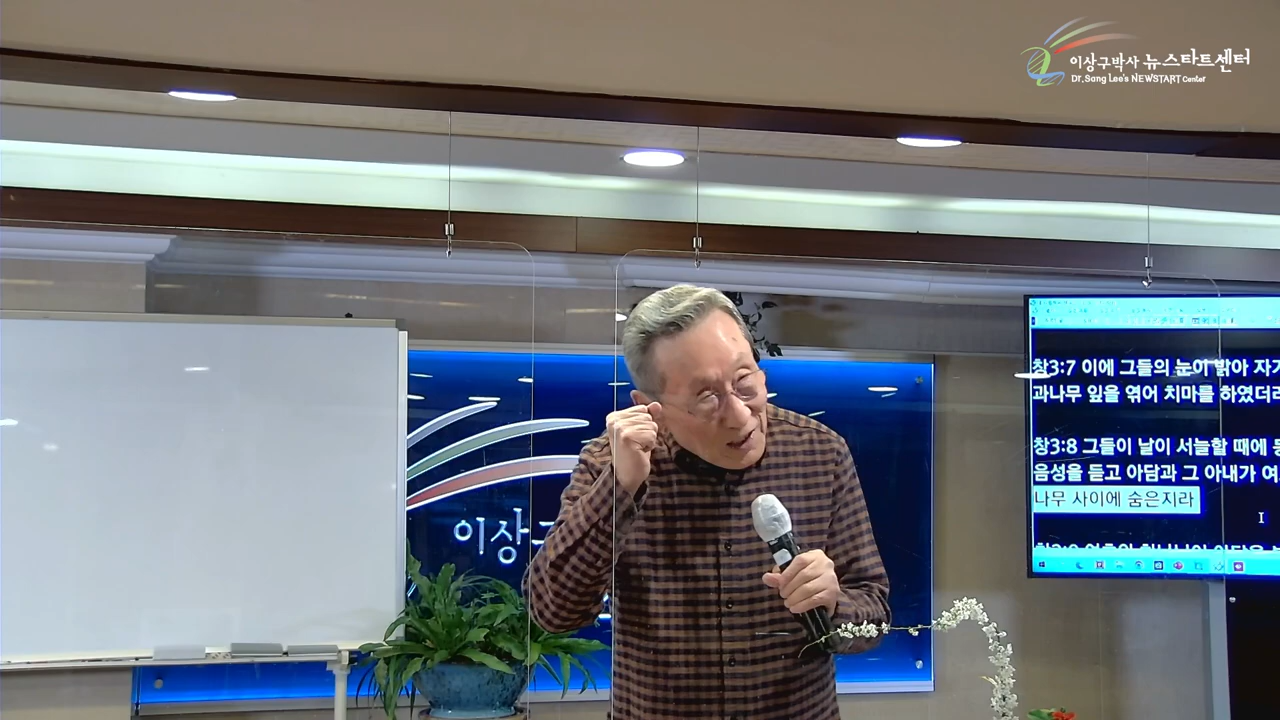 이상구박사 뉴스타트센터
Dr. Sang Lee's NEWSTART Center
창3:7 이에 그들의 눈이 밝아 자기
과나무 잎을 엮어 치마를 하였더라
창3:8 그들이 날이 서늘할 때에
음성을 듣고 아담과 그 아내가 여
나무 사이에 숨은지라
이상구